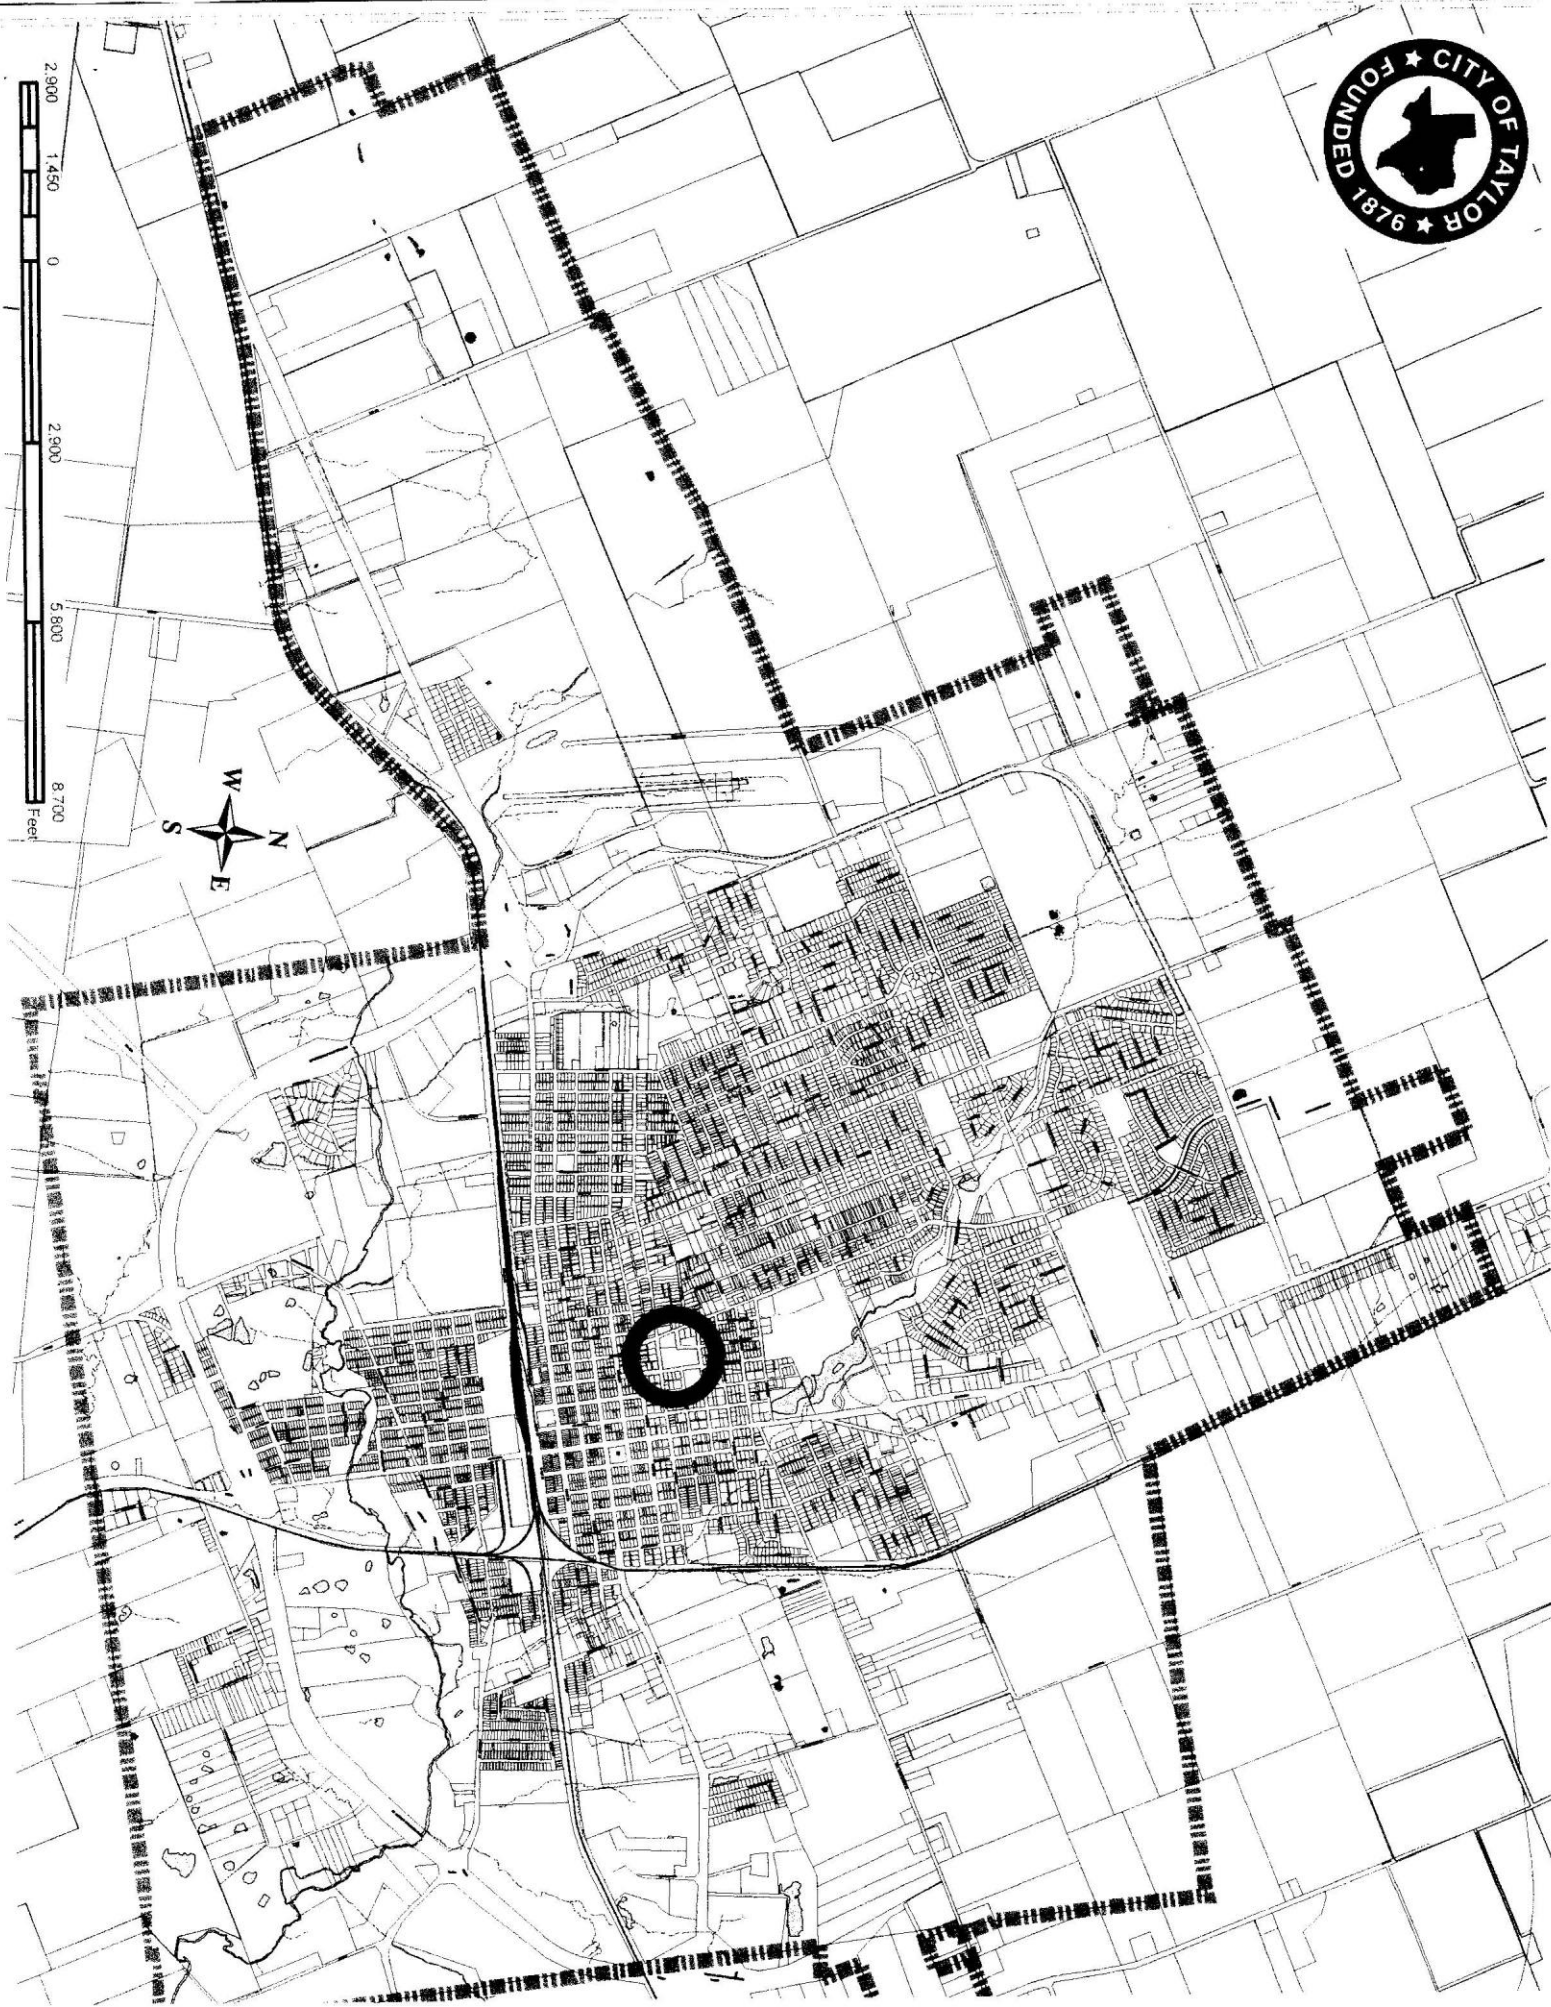 ★ CITY OF TAYLOR ★
FOUNDED 1876
N
W E
S
2,900 1,450 0 2,900 5,800 8,700
Feet